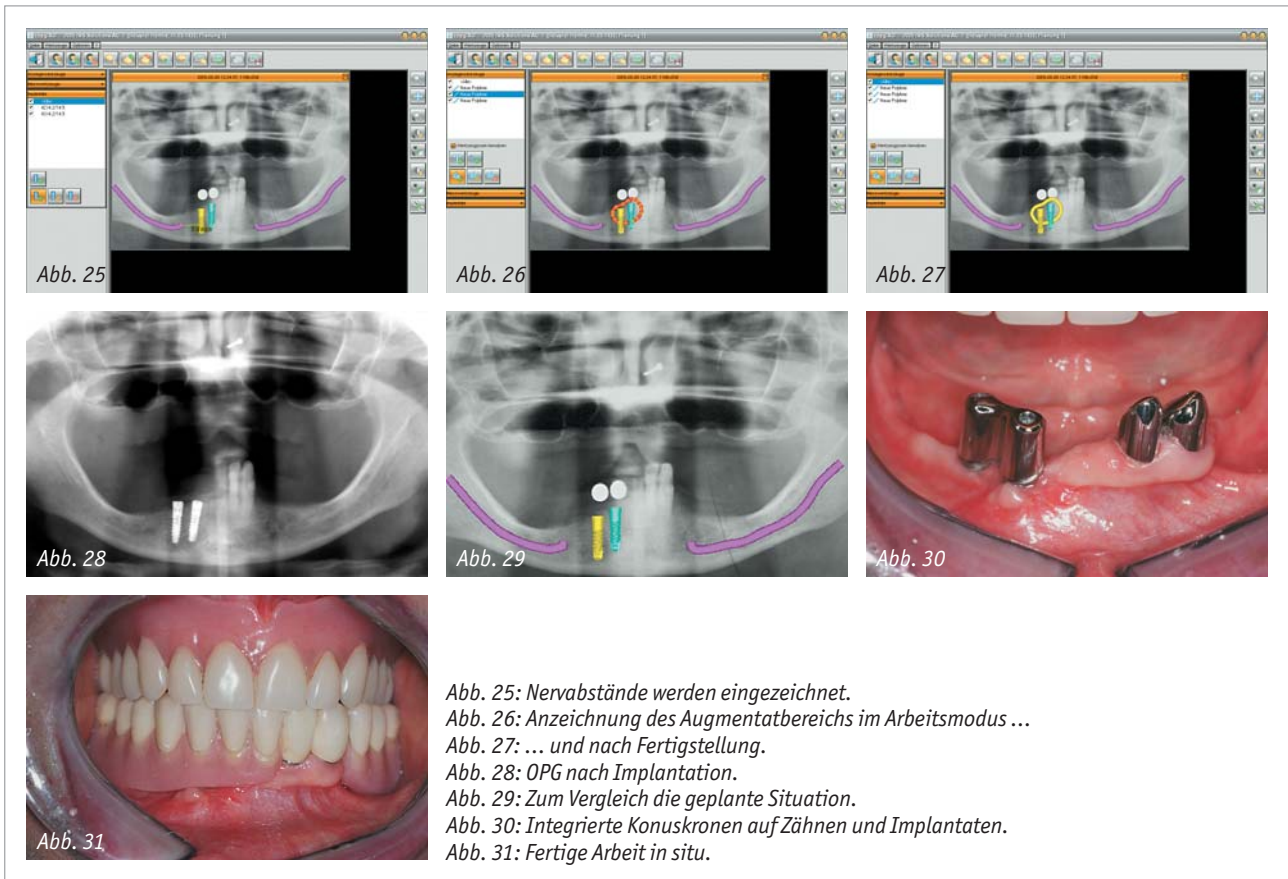 Abb. 25
Abb. 26
Abb. 27
Abb. 28
Abb. 29
Abb. 30
Abb. 31
Abb. 25: Nervabstände werden eingezeichnet.
Abb. 26: Anzeichnung des Augmentatbereichs im Arbeitsmodus ...
Abb. 27: ... und nach Fertigstellung.
Abb. 28: OPG nach Implantation.
Abb. 29: Zum Vergleich die geplante Situation.
Abb. 30: Integrierte Konuskronen auf Zähnen und Implantaten.
Abb. 31: Fertige Arbeit in situ.